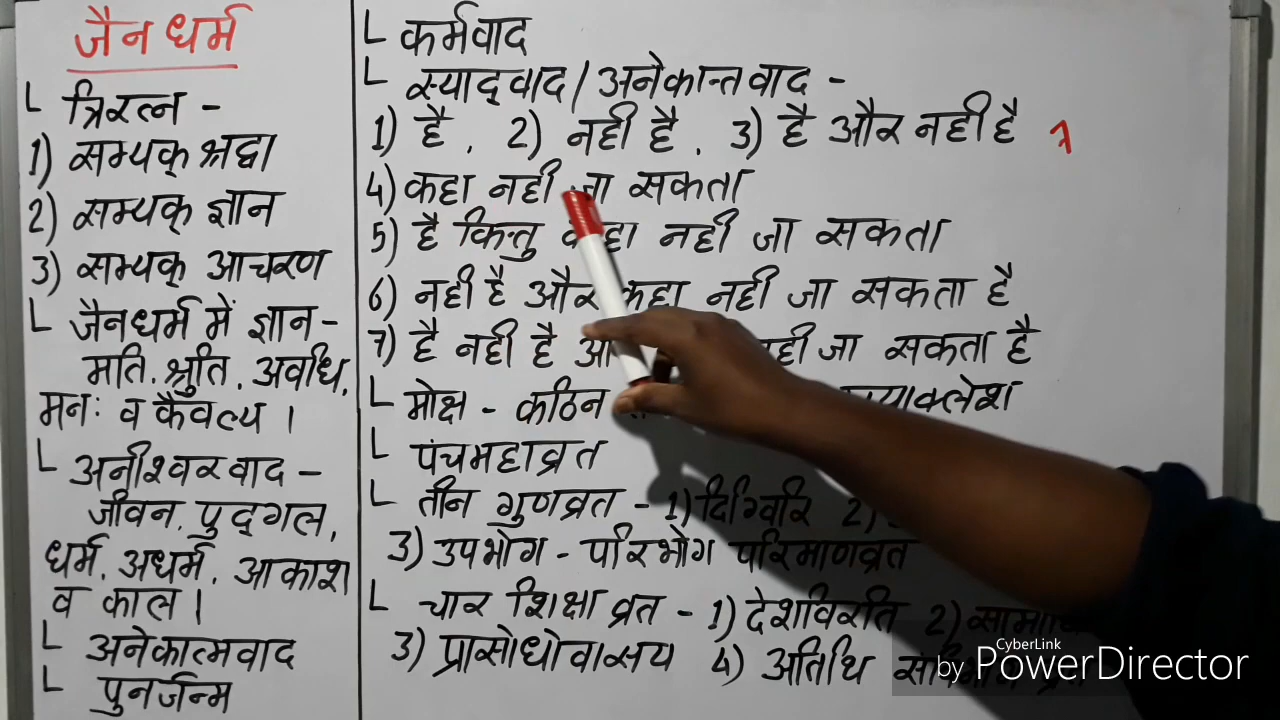 जैन धर्म
└ त्रिरत्न -
1) सम्यक् श्रद्धा
2) सम्यक् ज्ञान
3) सम्यक् आचरण
└ जैनधर्म में ज्ञान -
मति, श्रुति, अवधि,
मनः व कैवल्य ।
└ अनीश्वरवाद -
जीवन, पुद्गल,
धर्म, अधर्म, आकाश
व काल ।
└ अनेकात्मवाद
└ पुनर्जन्म
└ कर्मवाद
└ स्याद्वाद / अनेकान्तवाद -
1) है, 2) नही है, 3) है और नही है 7
4) कहा नही जा सकता
5) है किन्तु कहा नही जा सकता
6) नही है और कहा नही जा सकता है
7) है नही है नही जा सकता है
└ मोक्ष - कठिन
└ पंचमहाव्रत
└ तीन गुणव्रत - 1) दिग्विरि 2)
3) उपभोग - परिभोग परिमाणव्रत
└ चार शिक्षा व्रत - 1) देशविरति 2)
3) प्रासोधोवासय 4) अतिथि
CyberLink
by PowerDirector